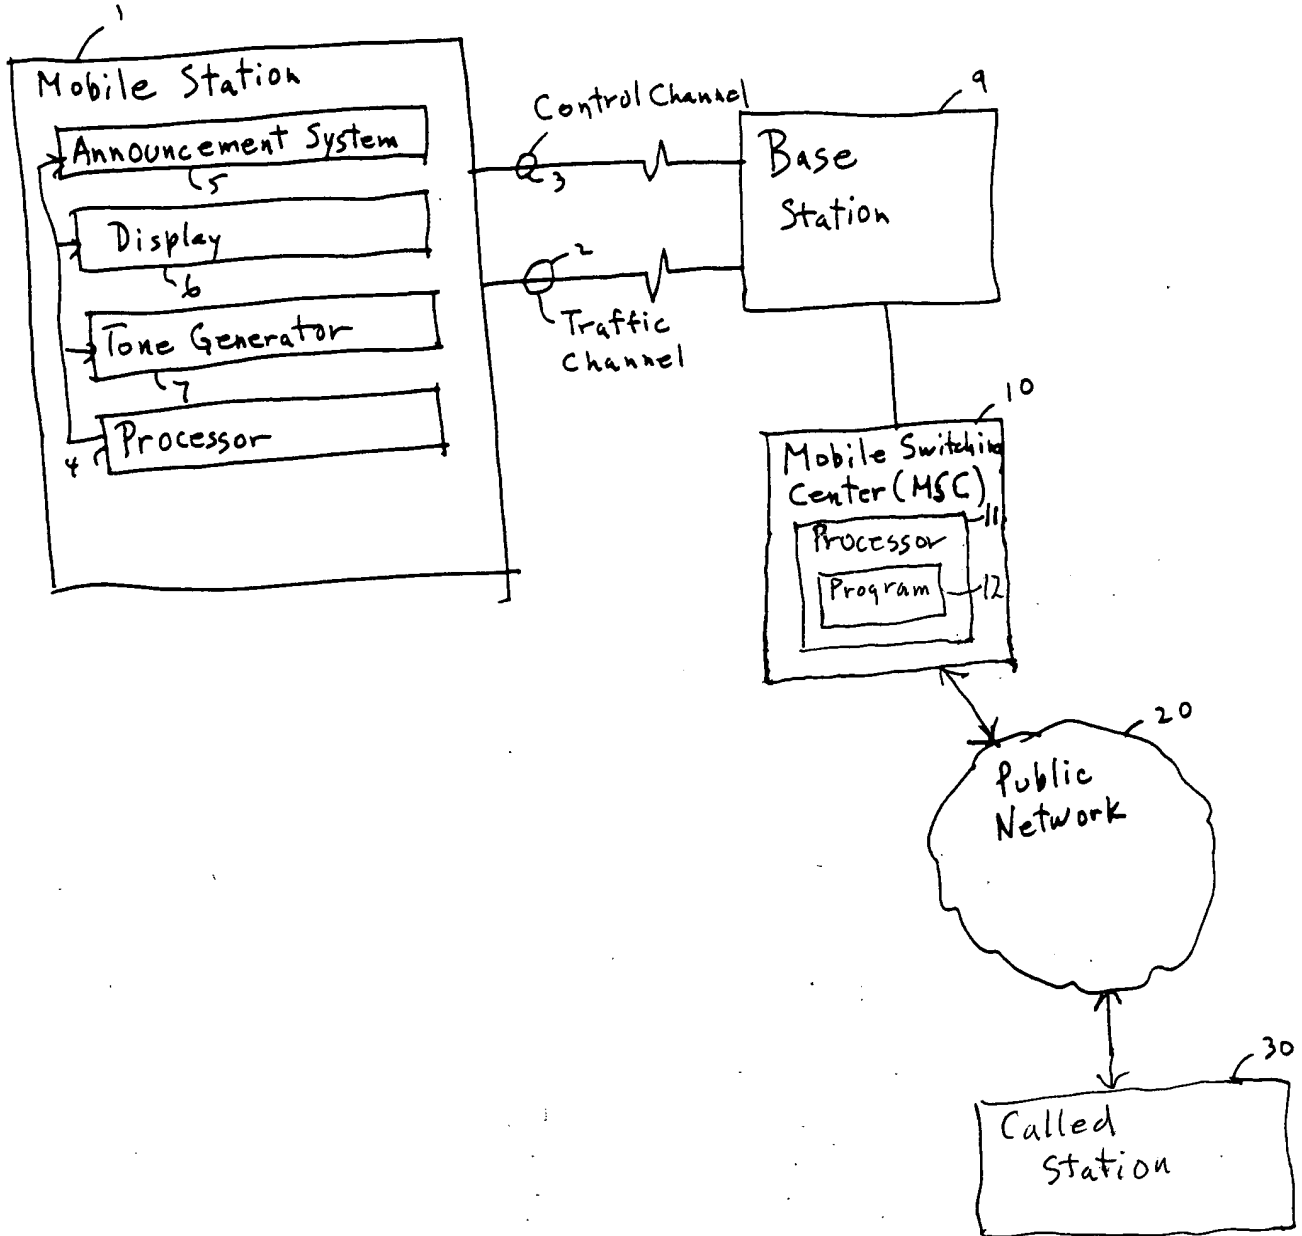 1
Mobile Station
Announcement System
5
Display
6
Tone Generator
7
Processor
4
Control Channel
3
2
Traffic
Channel
9
Base
Station
10
Mobile Switching
Center (MSC)
11
Processor
Program
12
20
Public
Network
30
Called
Station